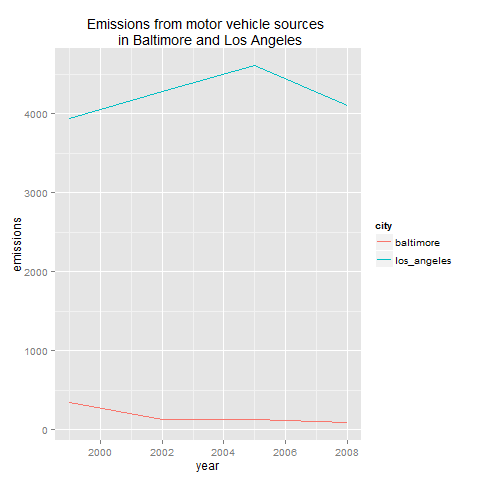 Emissions from motor vehicle sources
in Baltimore and Los Angeles
emissions
4000
3000
2000
1000
0
2000
2002
2004
2006
2008
year
city
baltimore
los_angeles